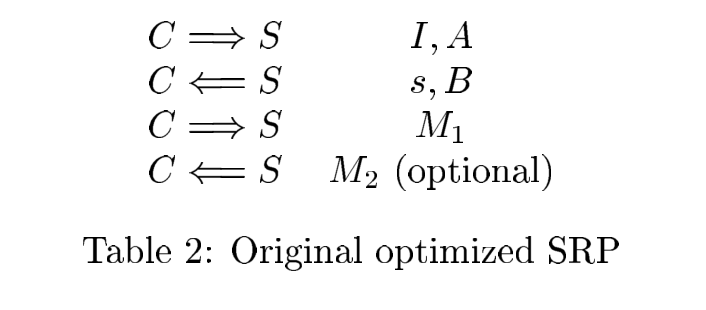 C ⟹ S I, A
C ⟸ S s, B
C ⟹ S M₁
C ⟸ S M₂ (optional)
Table 2: Original optimized SRP